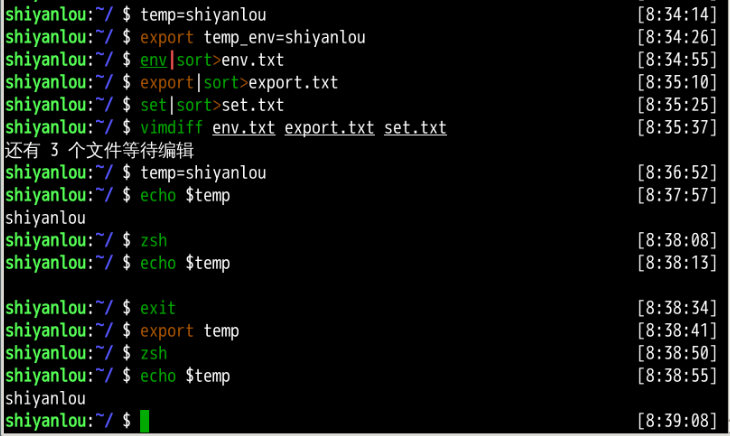 shiyanlou:~/ $ temp=shiyanlou [8:34:14]
shiyanlou:~/ $ export temp_env=shiyanlou [8:34:26]
shiyanlou:~/ $ env|sort>env.txt [8:34:55]
shiyanlou:~/ $ export|sort>export.txt [8:35:10]
shiyanlou:~/ $ set|sort>set.txt [8:35:25]
shiyanlou:~/ $ vimdiff env.txt export.txt set.txt [8:35:37]
还有 3 个文件等待编辑
shiyanlou:~/ $ temp=shiyanlou [8:36:52]
shiyanlou:~/ $ echo $temp [8:37:57]
shiyanlou
shiyanlou:~/ $ zsh [8:38:08]
shiyanlou:~/ $ echo $temp [8:38:13]
shiyanlou:~/ $ exit [8:38:34]
shiyanlou:~/ $ export temp [8:38:41]
shiyanlou:~/ $ zsh [8:38:50]
shiyanlou:~/ $ echo $temp [8:38:55]
shiyanlou
shiyanlou:~/ $ [8:39:08]